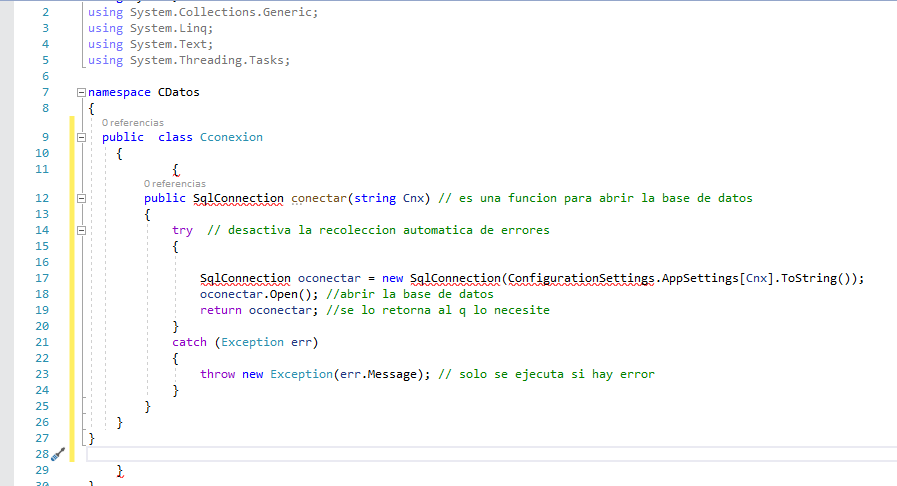 2 using System.Collections.Generic;
3 using System.Linq;
4 using System.Text;
5 using System.Threading.Tasks;
6
7 namespace CDatos
8 {
0 referencias
9 public class Cconexion
10 {
11 {
0 referencias
12 public SqlConnection conectar(string Cnx) // es una funcion para abrir la base de datos
13 {
14 try // desactiva la recoleccion automatica de errores
15 {
16
17 SqlConnection oconectar = new SqlConnection(ConfigurationSettings.AppSettings[Cnx].ToString());
18 oconectar.Open(); //abrir la base de datos
19 return oconectar; //se lo retorna al q lo necesite
20 }
21 catch (Exception err)
22 {
23 throw new Exception(err.Message); // solo se ejecuta si hay error
24 }
25 }
26 }
27 }
28
29 }